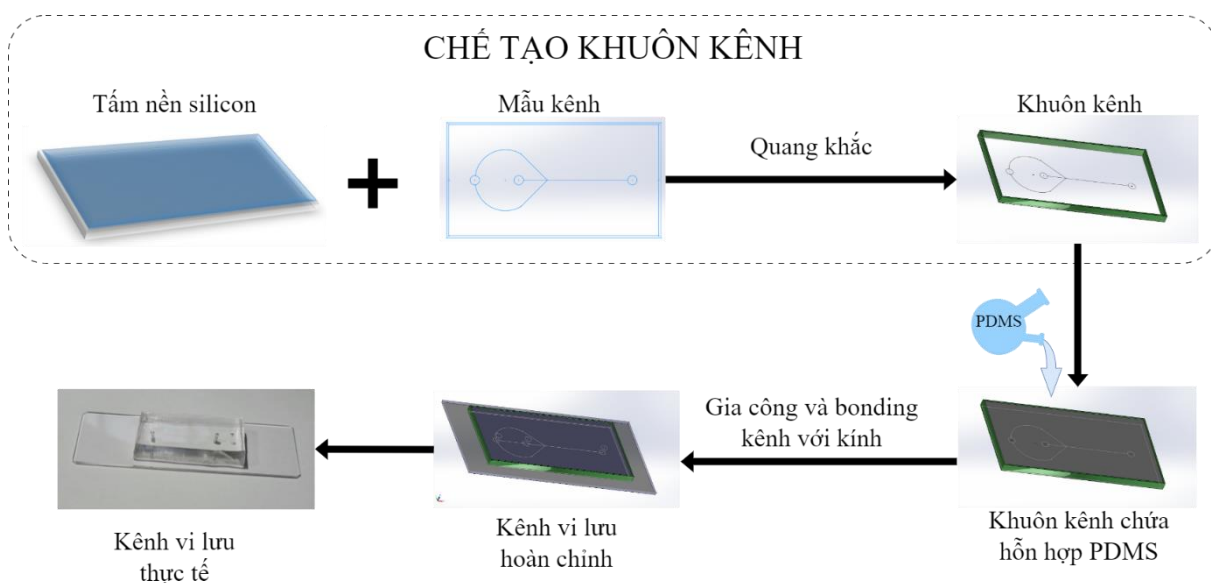 CHẾ TẠO KHUÔN KÊNH
Tấm nền silicon
Mẫu kênh
Quang khắc
Khuôn kênh
PDMS
Gia công và bonding
kênh với kính
Khuôn kênh chứa
hỗn hợp PDMS
Kênh vi lưu
hoàn chỉnh
Kênh vi lưu
thực tế